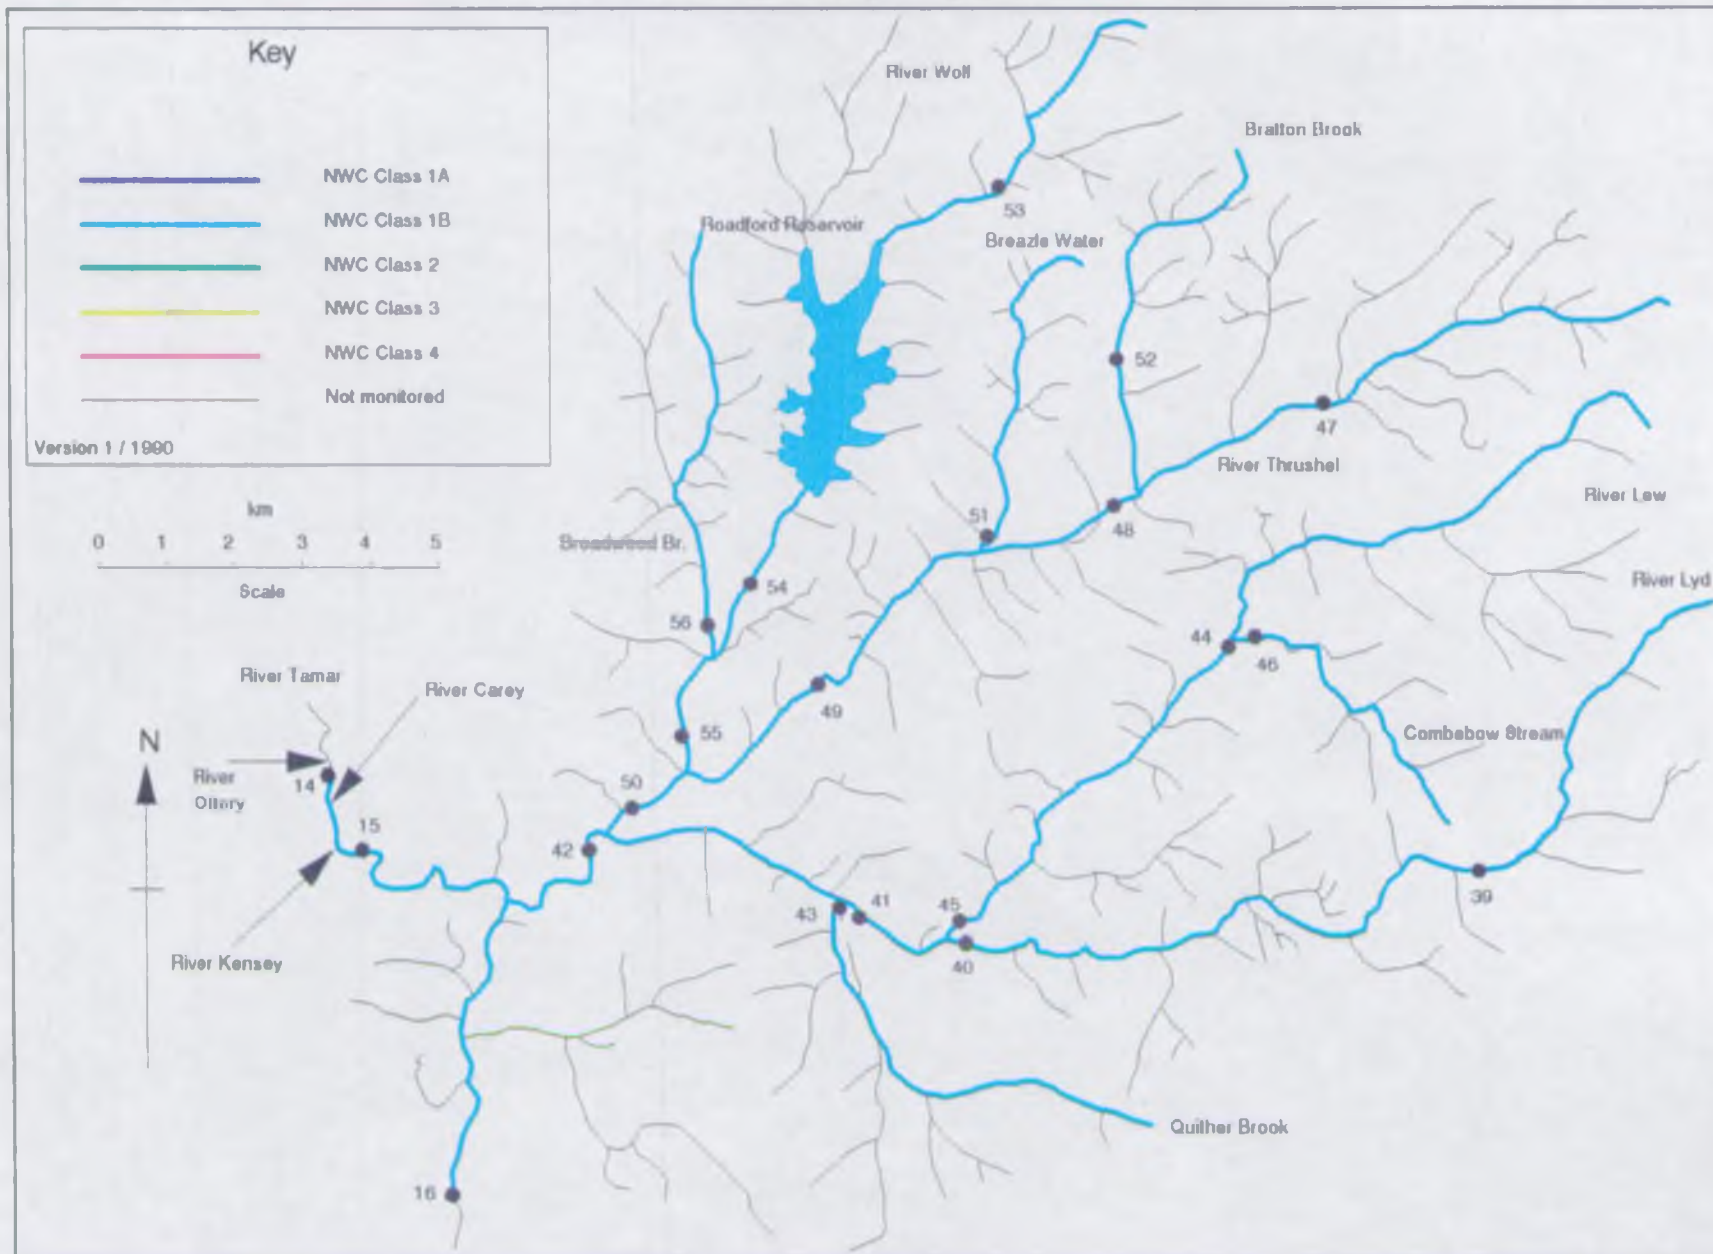 Key
NWC Class 1A
NWC Class 1B
NWC Class 2
NWC Class 3
NWC Class 4
Not monitored
Version 1 / 1990
km
0 1 2 3 4 5
Scale
River Wolf
Bratton Brook
53
Roadford Reservoir
Breazle Water
52
47
River Thrushel
River Lew
51
48
Broadwood Br.
54
River Lyd
56
44
46
River Tamar
River Carey
49
Combebow Stream
N
55
River
Ottery
14
50
15
42
39
43
41
45
40
River Kensey
Quither Brook
16